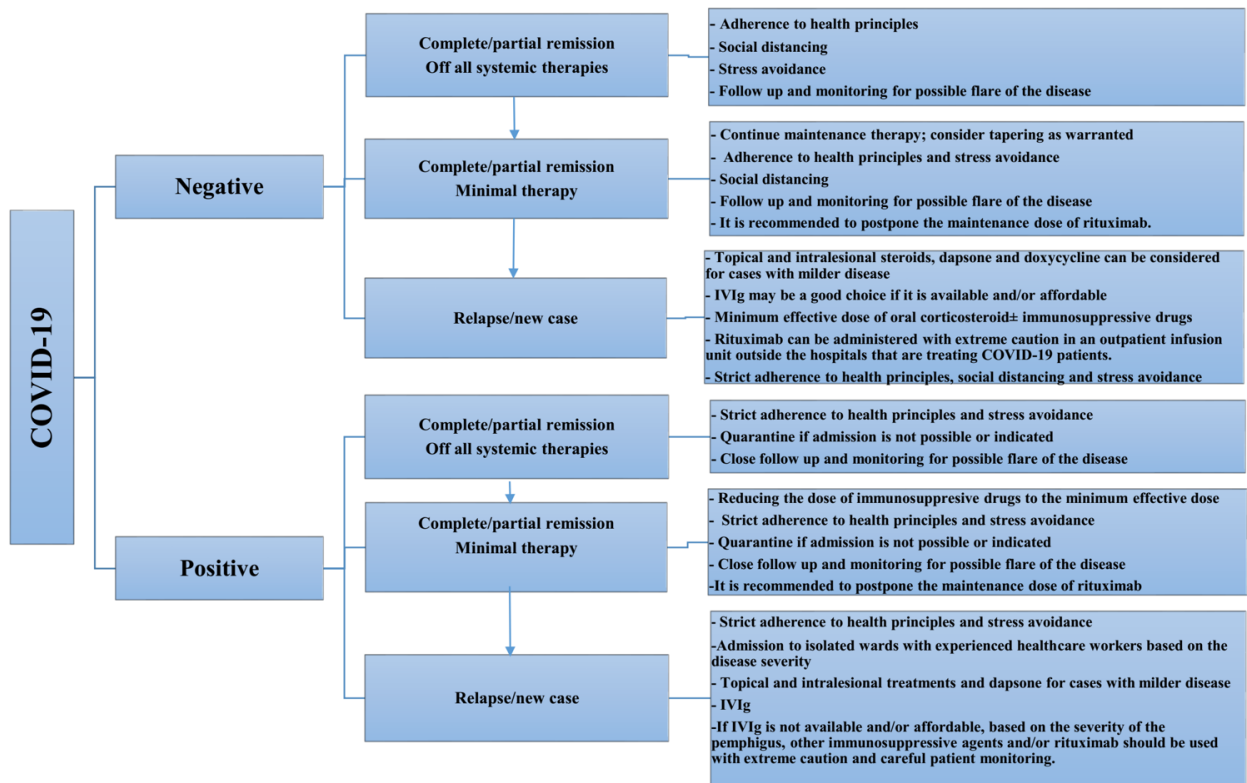 COVID-19
Negative
Complete/partial remission
Off all systemic therapies
- Adherence to health principles
- Social distancing
- Stress avoidance
- Follow up and monitoring for possible flare of the disease
Complete/partial remission
Minimal therapy
- Continue maintenance therapy; consider tapering as warranted
- Adherence to health principles and stress avoidance
- Social distancing
- Follow up and monitoring for possible flare of the disease
- It is recommended to postpone the maintenance dose of rituximab.
Relapse/new case
- Topical and intralesional steroids, dapsone and doxycycline can be considered
for cases with milder disease
- IVIg may be a good choice if it is available and/or affordable
- Minimum effective dose of oral corticosteroid± immunosuppressive drugs
- Rituximab can be administered with extreme caution in an outpatient infusion
unit outside the hospitals that are treating COVID-19 patients.
- Strict adherence to health principles, social distancing and stress avoidance
Positive
Complete/partial remission
Off all systemic therapies
- Strict adherence to health principles and stress avoidance
- Quarantine if admission is not possible or indicated
- Close follow up and monitoring for possible flare of the disease
Complete/partial remission
Minimal therapy
- Reducing the dose of immunosuppresive drugs to the minimum effective dose
- Strict adherence to health principles and stress avoidance
- Quarantine if admission is not possible or indicated
- Close follow up and monitoring for possible flare of the disease
-It is recommended to postpone the maintenance dose of rituximab
Relapse/new case
- Strict adherence to health principles and stress avoidance
-Admission to isolated wards with experienced healthcare workers based on the
disease severity
- Topical and intralesional treatments and dapsone for cases with milder disease
- IVIg
-If IVIg is not available and/or affordable, based on the severity of the
pemphigus, other immunosuppressive agents and/or rituximab should be used
with extreme caution and careful patient monitoring.